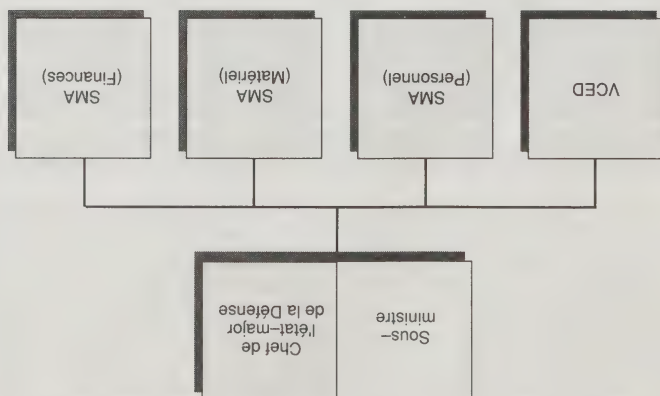 Sous–
ministre
Chef de
l'état–major
de la Défense
VCED
SMA
(Personnel)
SMA
(Matériel)
SMA
(Finances)